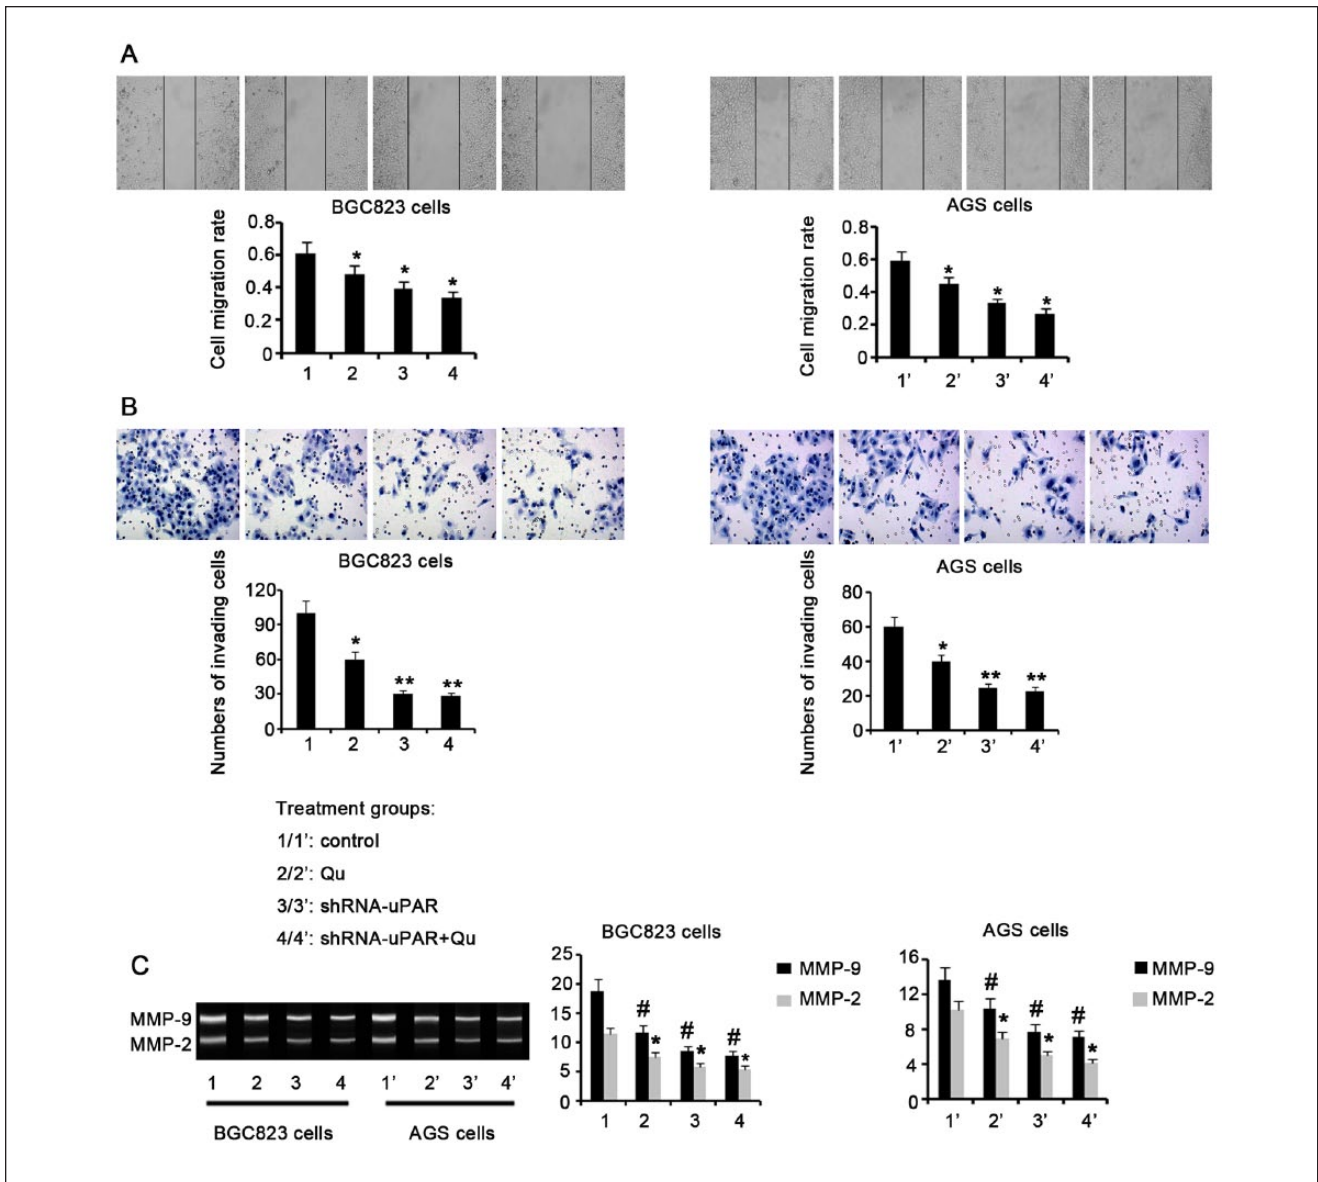 A
BGC823 cells
Cell migration rate
0.8
0.6
0.4
0.2
0
*
*
*
1 2 3 4
AGS cells
Cell migration rate
0.8
0.6
0.4
0.2
0
*
*
*
1’ 2’ 3’ 4’
B
BGC823 cels
Numbers of invading cells
120
90
60
30
0
*
**
**
1 2 3 4
AGS cells
Numbers of invading cells
80
60
40
20
0
*
**
**
1’ 2’ 3’ 4’
Treatment groups:
1/1’: control
2/2’: Qu
3/3’: shRNA-uPAR
4/4’: shRNA-uPAR+Qu
C
MMP-9
MMP-2
1 2 3 4 1’ 2’ 3’ 4’
BGC823 cells AGS cells
BGC823 cells
25
20
15
10
5
0
# * # * # *
MMP-9
MMP-2
1 2 3 4
AGS cells
16
12
8
4
0
# * # * # *
MMP-9
MMP-2
1’ 2’ 3’ 4’